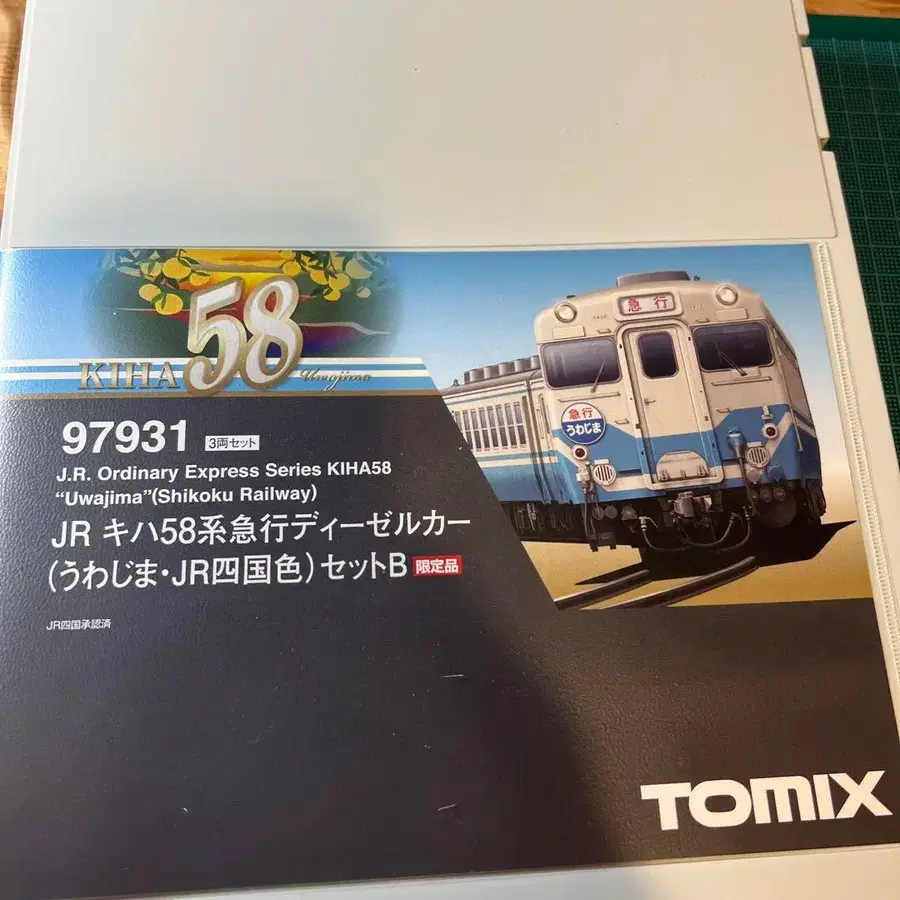 KIHA 58 Uwajima
急行
急行
うわじま
97931 3両セット
J.R. Ordinary Express Series KIHA58
"Uwajima"(Shikoku Railway)
JR キハ58系急行ディーゼルカー
(うわじま・JR四国色)セットB 限定品
JR四国承認済
TOMIX